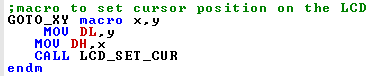 ;macro to set cursor position on the LCD
GOTO_XY macro x,y
MOV DL,y
MOV DH,x
CALL LCD_SET_CUR
endm